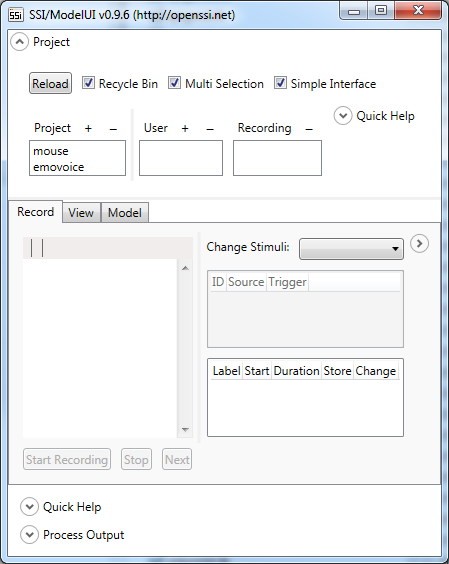 SSI SSI/ModelUI v0.9.6 (http://openssi.net)
Project
Reload Recycle Bin Multi Selection Simple Interface
Quick Help
Project + – User + – Recording –
mouse
emovoice
Record View Model
Change Stimuli:
ID Source Trigger
Label Start Duration Store Change
Start Recording Stop Next
Quick Help
Process Output